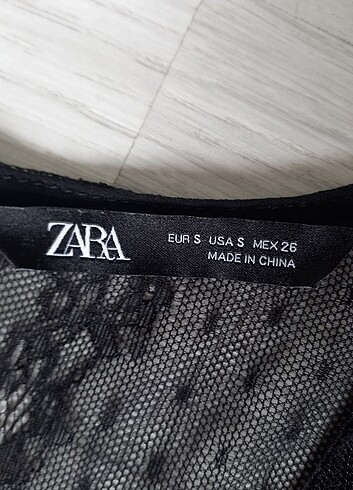 ZARA
EUR S USA S MEX 26
MADE IN CHINA